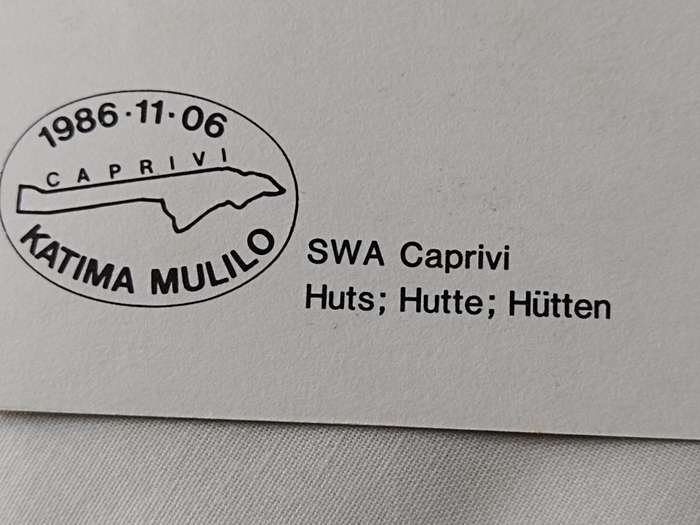 1986·11·06
CAPRIVI
KATIMA MULILO
SWA Caprivi
Huts; Hutte; Hütten